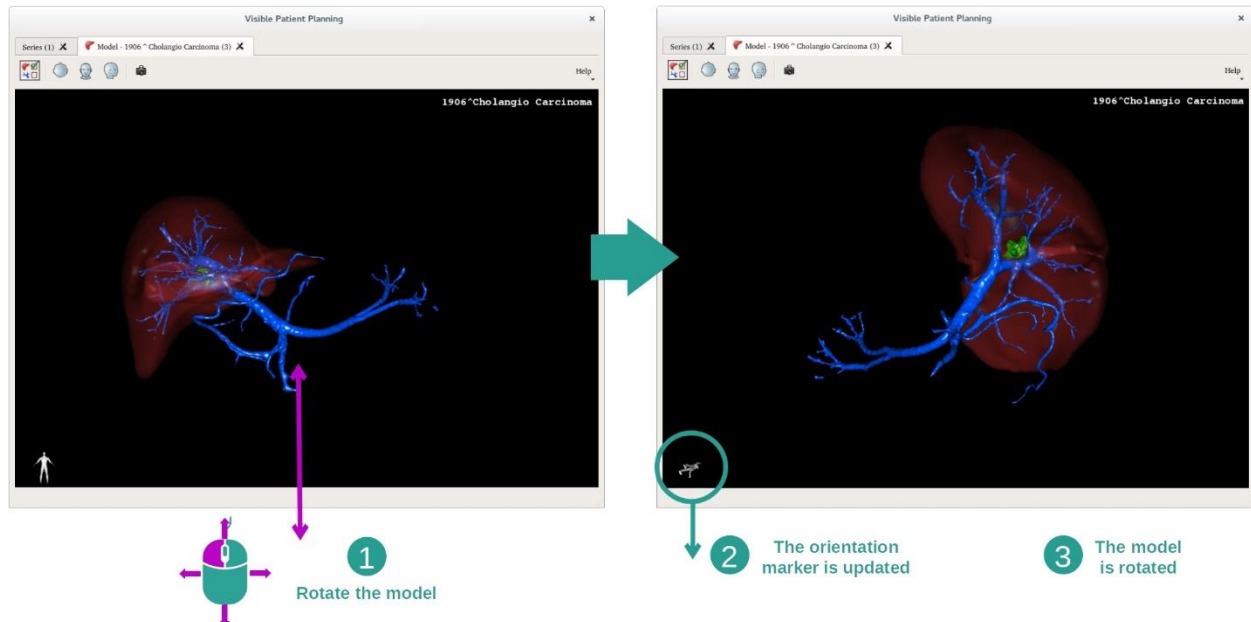 Visible Patient Planning
Series (1)
Model - 1906 ^ Cholangio Carcinoma (3)
Help
1906^Cholangio Carcinoma
Visible Patient Planning
Series (1)
Model - 1906 ^ Cholangio Carcinoma (3)
Help
1906^Cholangio Carcinoma
1
Rotate the model
2
The orientation
marker is updated
3
The model
is rotated